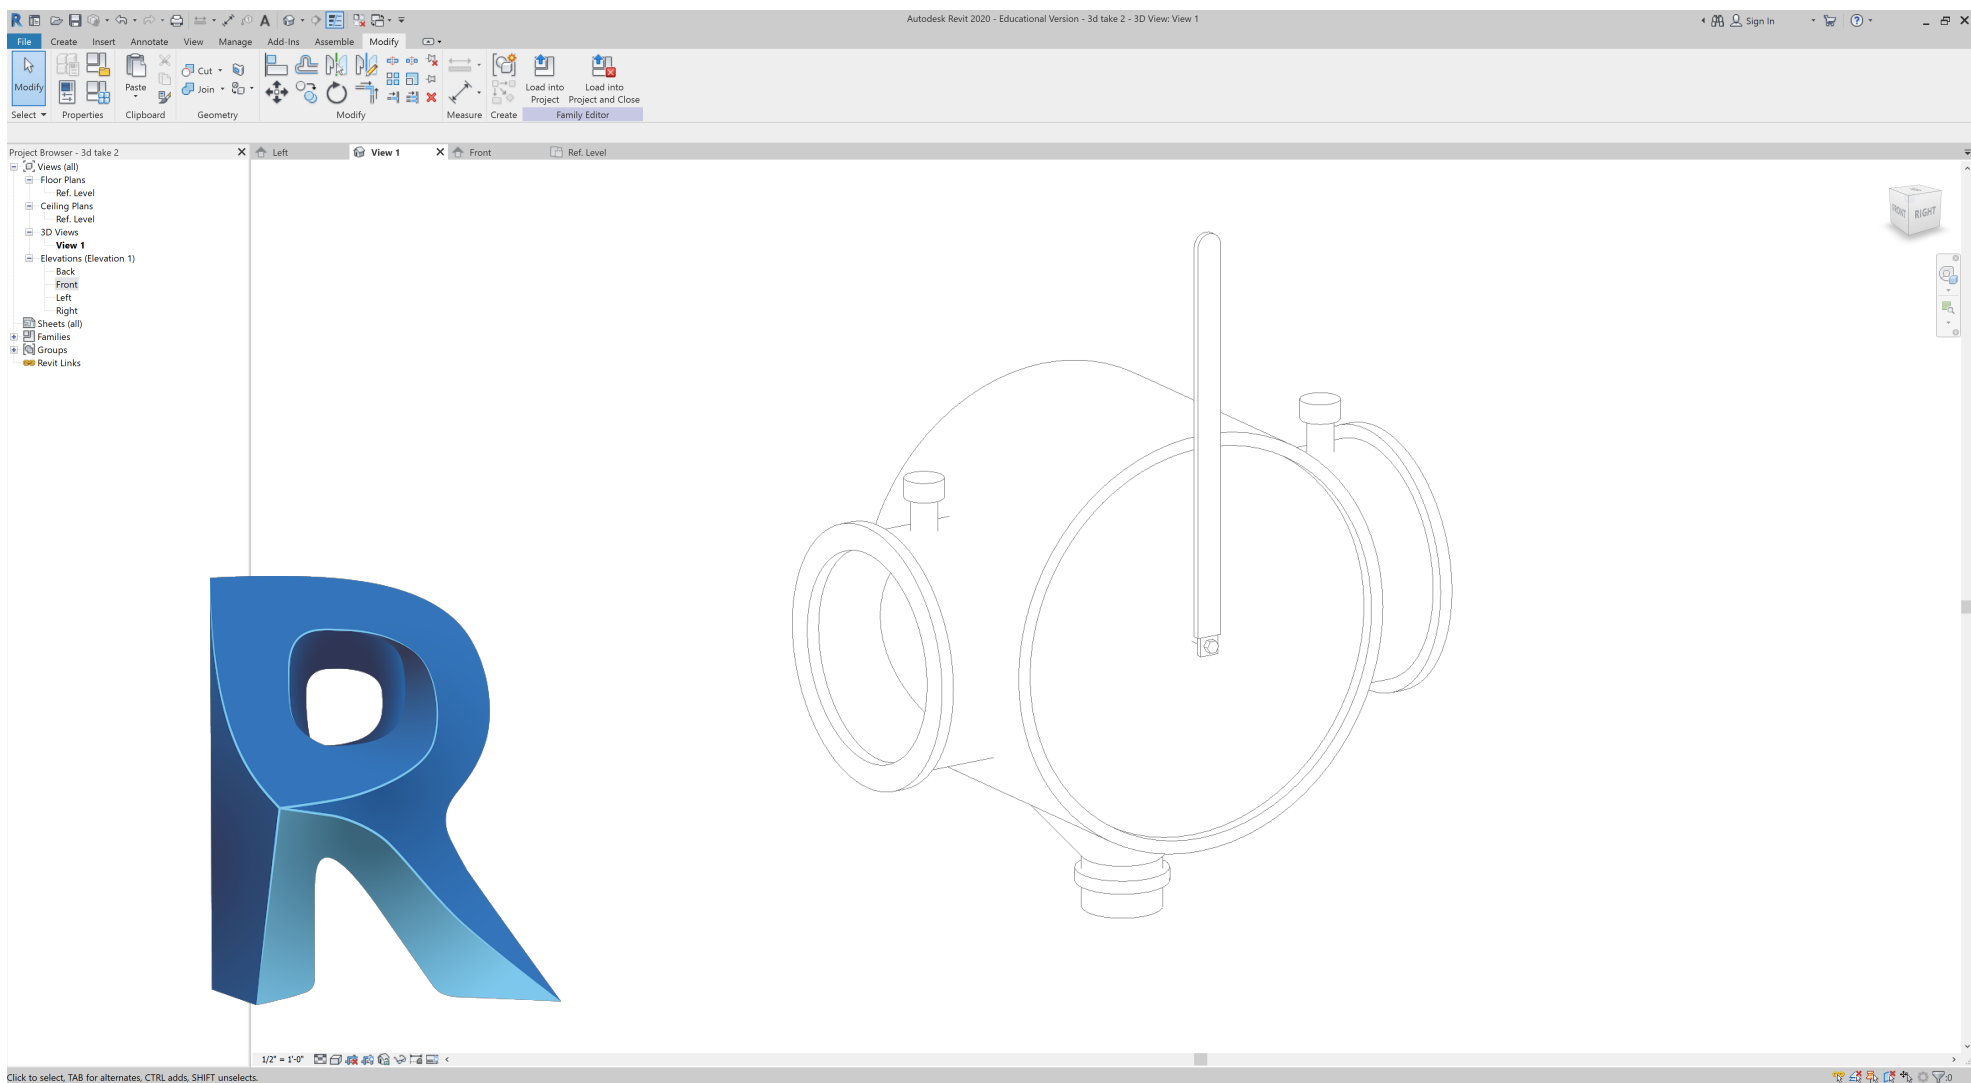 Autodesk Revit 2020 - Educational Version - 3d take 2 - 3D View: View 1
Sign In
File Create Insert Annotate View Manage Add-Ins Assemble Modify
Modify
Paste
Cut
Join
Load into Project
Load into Project and Close
Select Properties Clipboard Geometry Modify Measure Create Family Editor
Project Browser - 3d take 2
Left View 1 Front Ref. Level
Views (all)
Floor Plans
Ref. Level
Ceiling Plans
Ref. Level
3D Views
View 1
Elevations (Elevation 1)
Back
Front
Left
Right
Sheets (all)
Families
Groups
Revit Links
FRONT RIGHT
R
1/2" = 1'-0"
Click to select, TAB for alternates, CTRL adds, SHIFT unselects.
:0